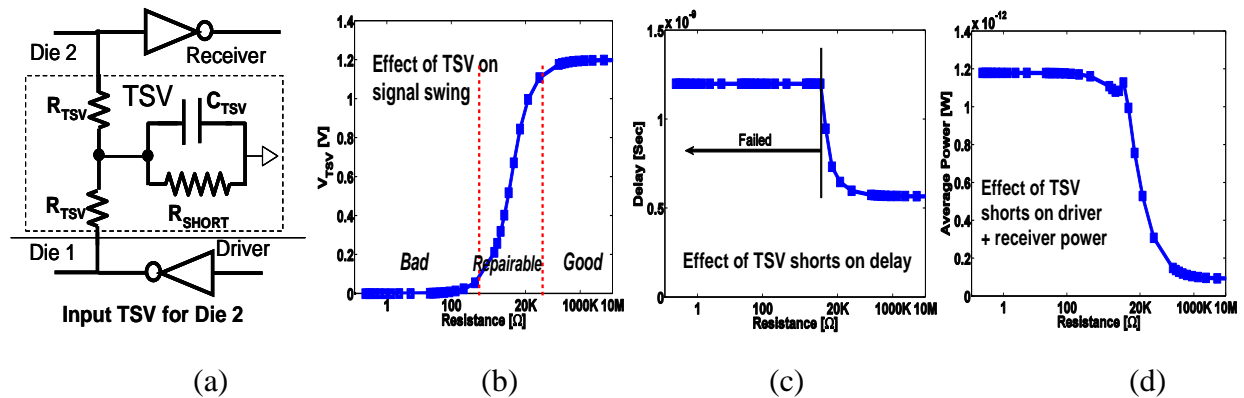 Die 2
Receiver
TSV
C_TSV
R_TSV
R_TSV
R_SHORT
Die 1
Driver
Input TSV for Die 2
(a)
1.4
1.2
1
0.8
0.6
0.4
0.2
0
V_TSV [V]
Effect of TSV on
signal swing
Bad
Repairable
Good
1
100
20K
1000K 10M
Resistance [Ω]
(b)
x 10^-9
1.5
1
0.5
0
Delay [Sec]
Failed
Effect of TSV shorts on delay
1
100
20K
1000K 10M
Resistance [Ω]
(c)
x 10^-12
1.4
1.2
1
0.8
0.6
0.4
0.2
0
Average Power [W]
Effect of TSV
shorts on driver
+ receiver power
1
100
20K
1000K 10M
Resistance [Ω]
(d)